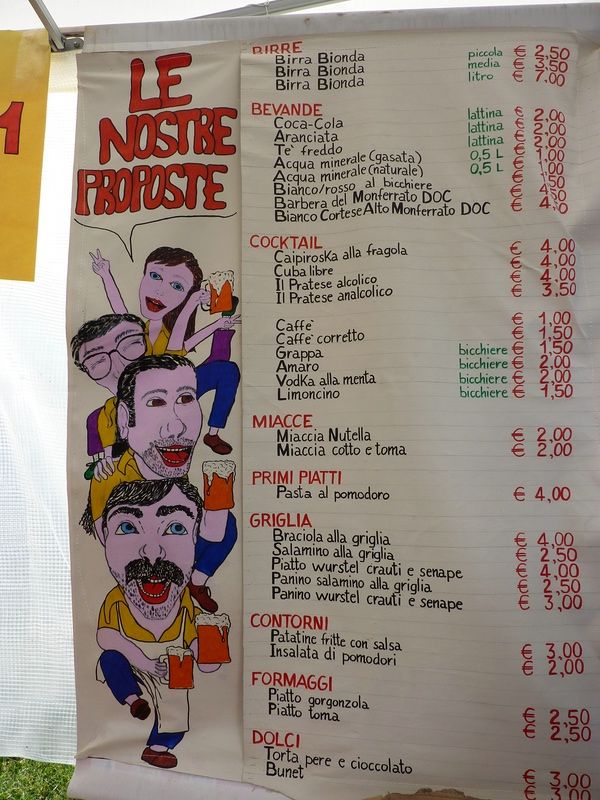 1
LE
NOSTRE
PROPOSTE
BIRRE
Birra Bionda piccola € 2,50
Birra Bionda media € 3,50
Birra Bionda litro € 7,00
BEVANDE
Coca-Cola lattina € 2,00
Aranciata lattina € 2,00
Te' freddo lattina € 2,00
Acqua minerale (gasata) 0,5 L € 1,00
Acqua minerale (naturale) 0,5 L € 1,00
Bianco/rosso al bicchiere € 1,50
Barbera del Monferrato DOC €
Bianco Cortese Alto Monferrato DOC €
COCKTAIL
Caipiroska alla fragola € 4,00
Cuba libre € 4,00
Il Pratese alcolico € 4,00
Il Pratese analcolico € 3,50
Caffe' € 1,00
Caffe' corretto € 1,50
Grappa bicchiere € 1,50
Amaro bicchiere € 2,00
Vodka alla menta bicchiere € 2,00
Limoncino bicchiere € 1,50
MIACCE
Miaccia Nutella € 2,00
Miaccia cotto e toma € 2,00
PRIMI PIATTI
Pasta al pomodoro € 4,00
GRIGLIA
Braciola alla griglia € 4,00
Salamino alla griglia € 2,50
Piatto wurstel crauti e senape € 4,00
Panino salamino alla griglia € 2,50
Panino wurstel crauti e senape € 3,00
CONTORNI
Patatine fritte con salsa € 3,00
Insalata di pomodori € 2,00
FORMAGGI
Piatto gorgonzola € 2,50
Piatto toma € 2,50
DOLCI
Torta pere e cioccolato € 3,00
Bunet € 3,00